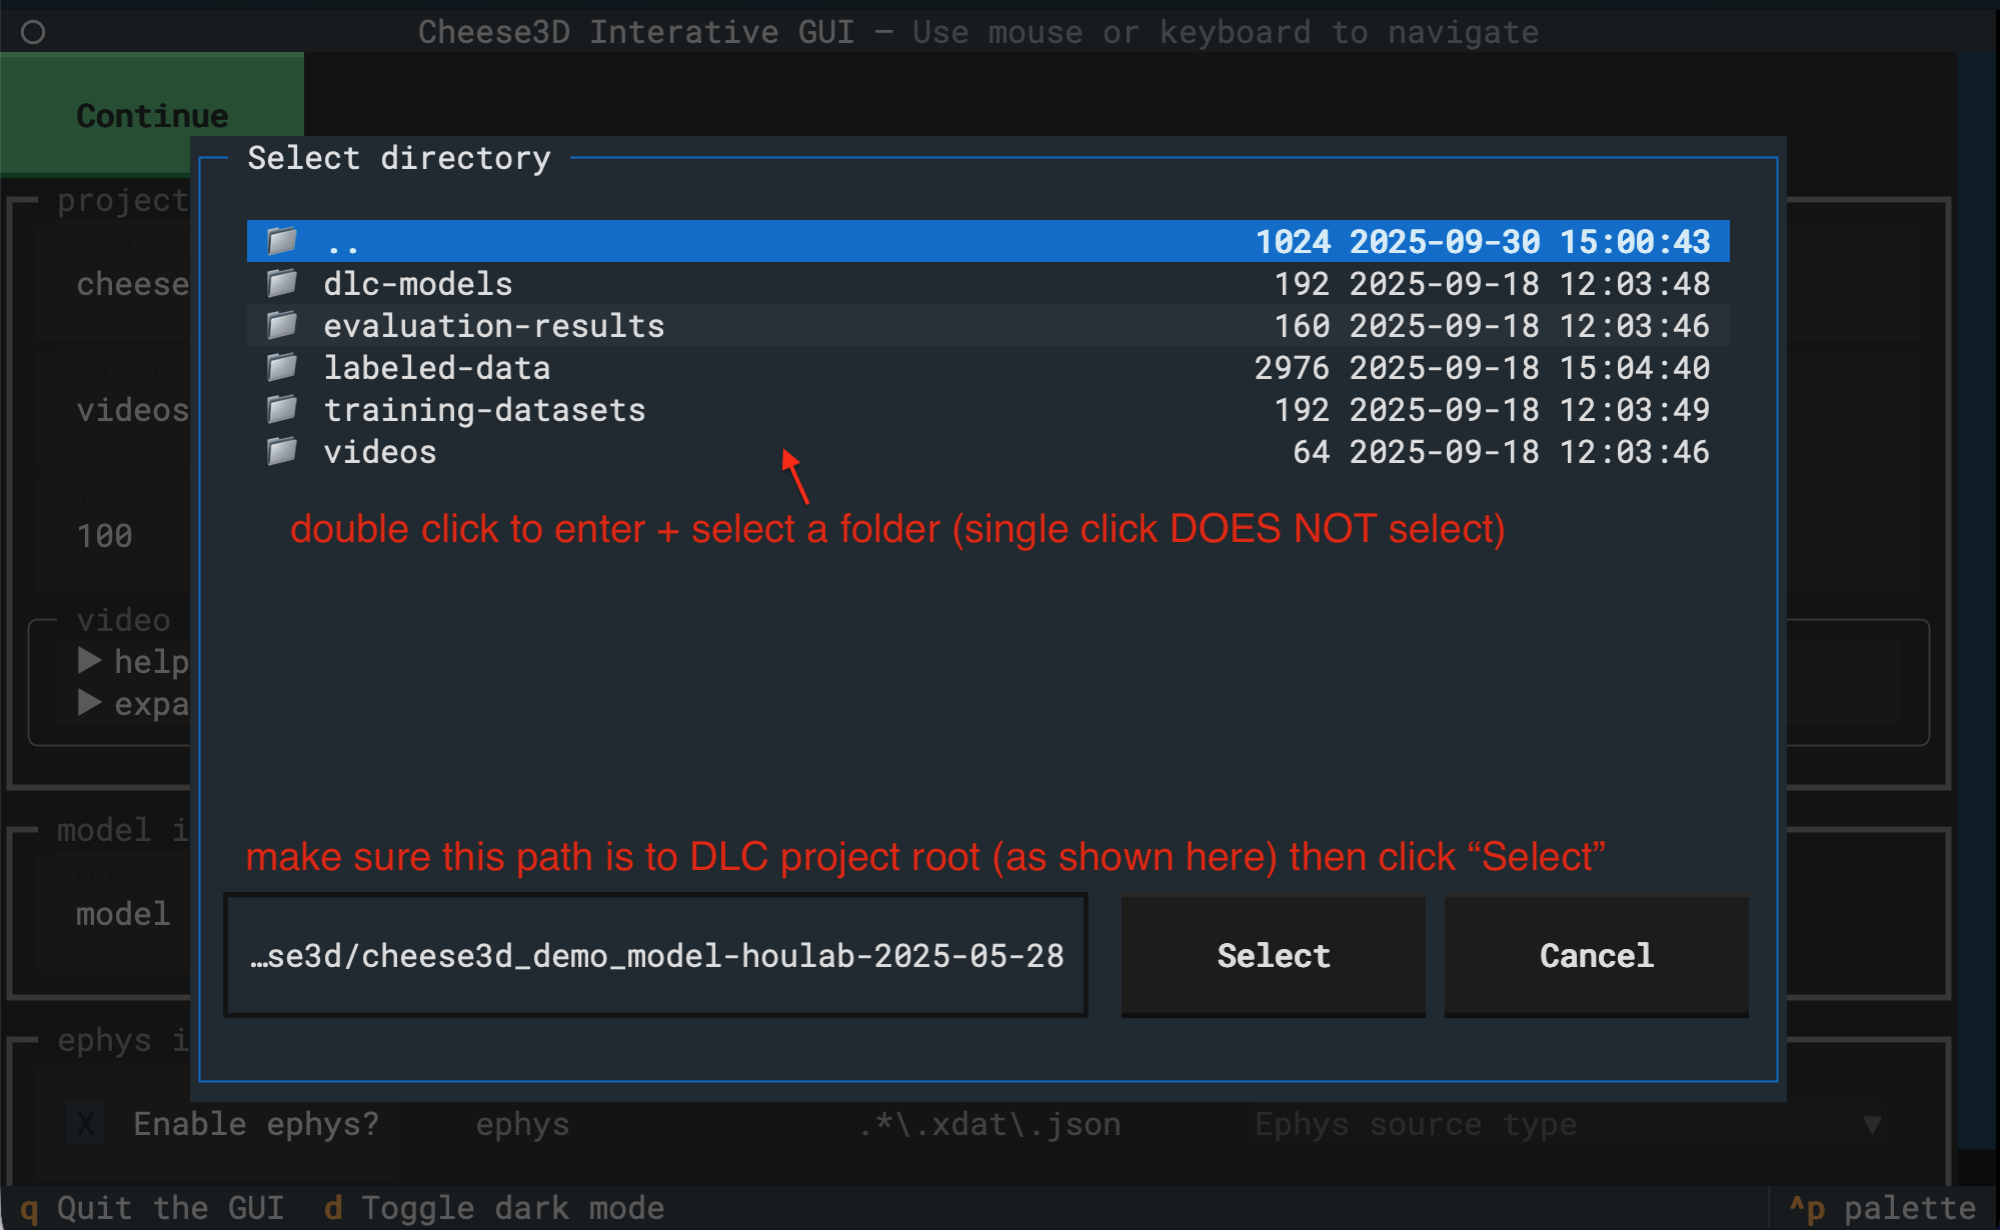 Cheese3D Interative GUI — Use mouse or keyboard to navigate
Continue
Select directory
project
projec
cheese
video
videos
fps
100
.. 1024 2025-09-30 15:00:43
dlc-models 192 2025-09-18 12:03:48
evaluation-results 160 2025-09-18 12:03:46
labeled-data 2976 2025-09-18 15:04:40
training-datasets 192 2025-09-18 12:03:49
videos 64 2025-09-18 12:03:46
double click to enter + select a folder (single click DOES NOT select)
video
▶ help
▶ expa
make sure this path is to DLC project root (as shown here) then click “Select”
model i
model
model
…se3d/cheese3d_demo_model-houlab-2025-05-28
Select
Cancel
ephys i
X Enable ephys? ephys .*\.xdat\.json Ephys source type ▼
q Quit the GUI d Toggle dark mode ^p palette